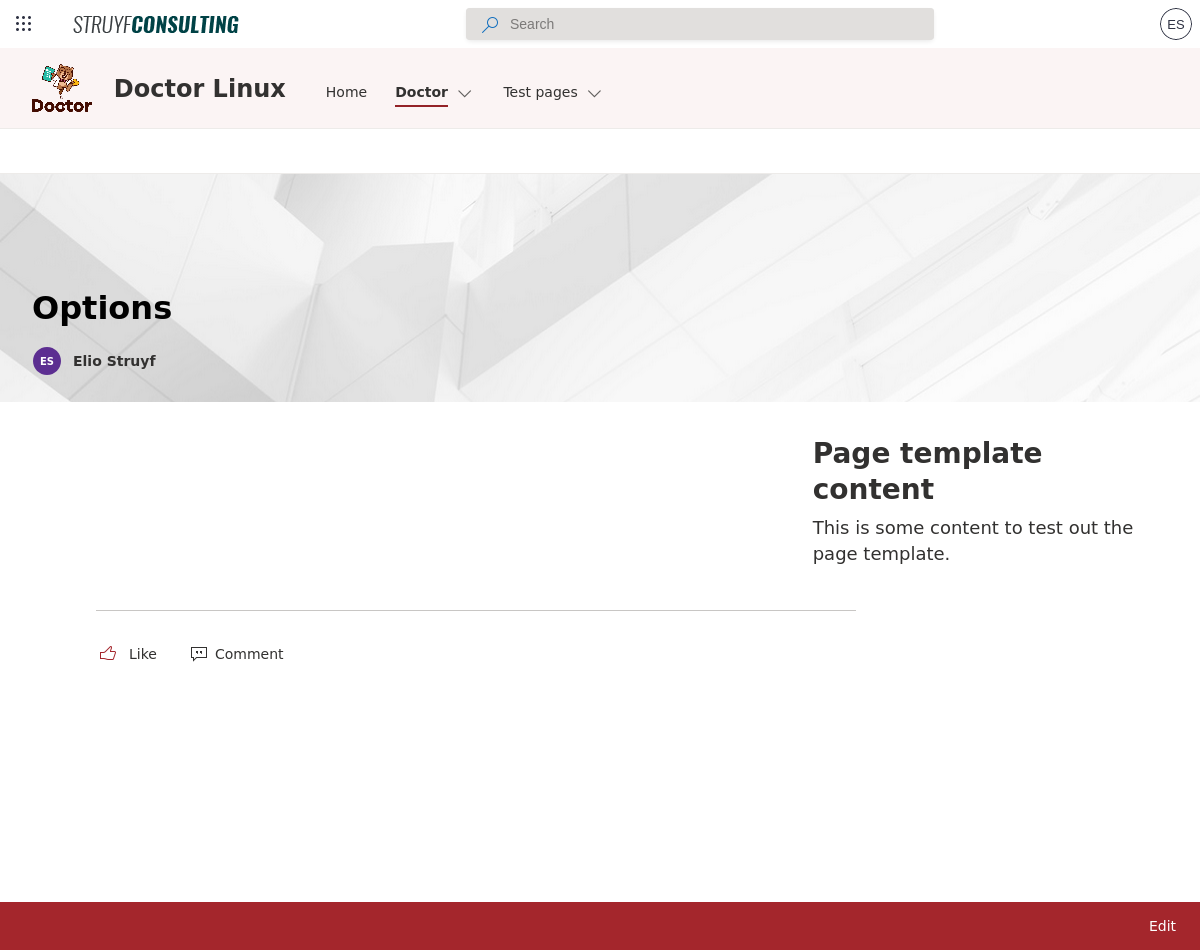 STRUYFCONSULTING
Search
ES
Doctor
Doctor Linux
Home
Doctor
Test pages
Options
ES
Elio Struyf
Page template
content
This is some content to test out the
page template.
Like
Comment
Edit